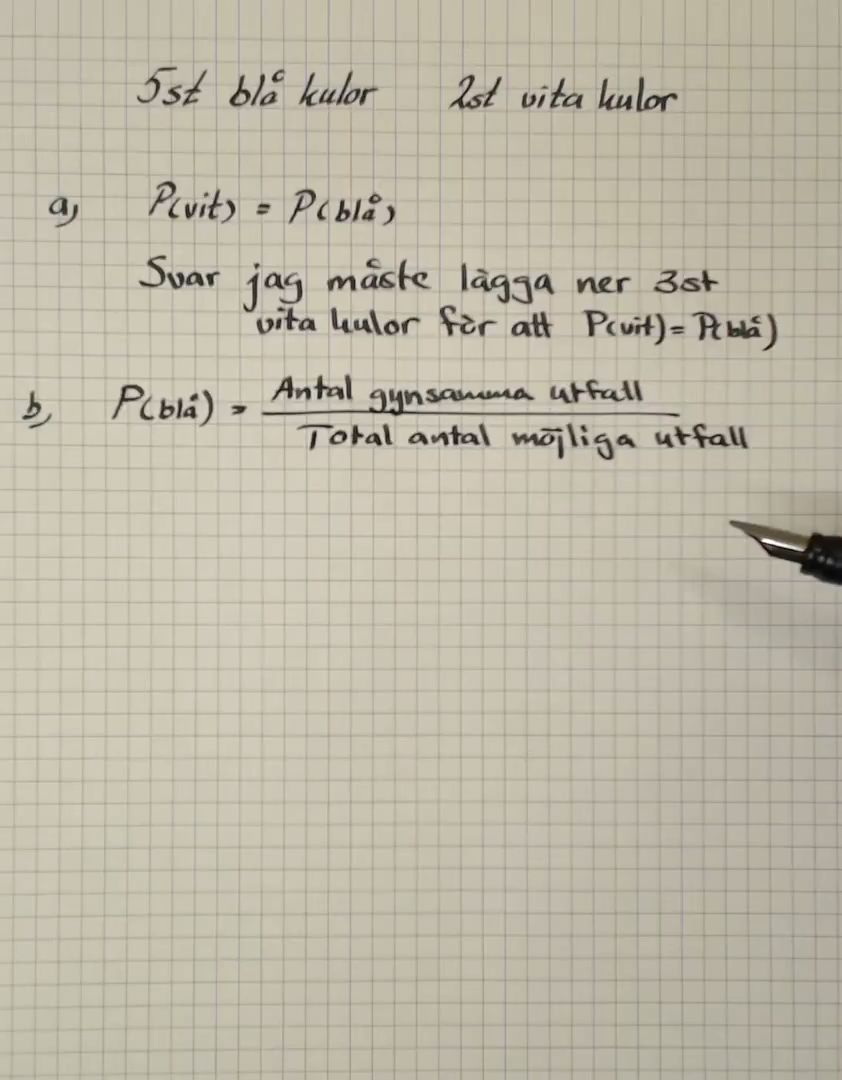 5st blå kulor 2st vita kulor
a, P(vit) = P(blå)
Svar jag måste lägga ner 3st
vita kulor för att P(vit) = P(blå)
b, P(blå) = Antal gynsamma utfall
Total antal möjliga utfall